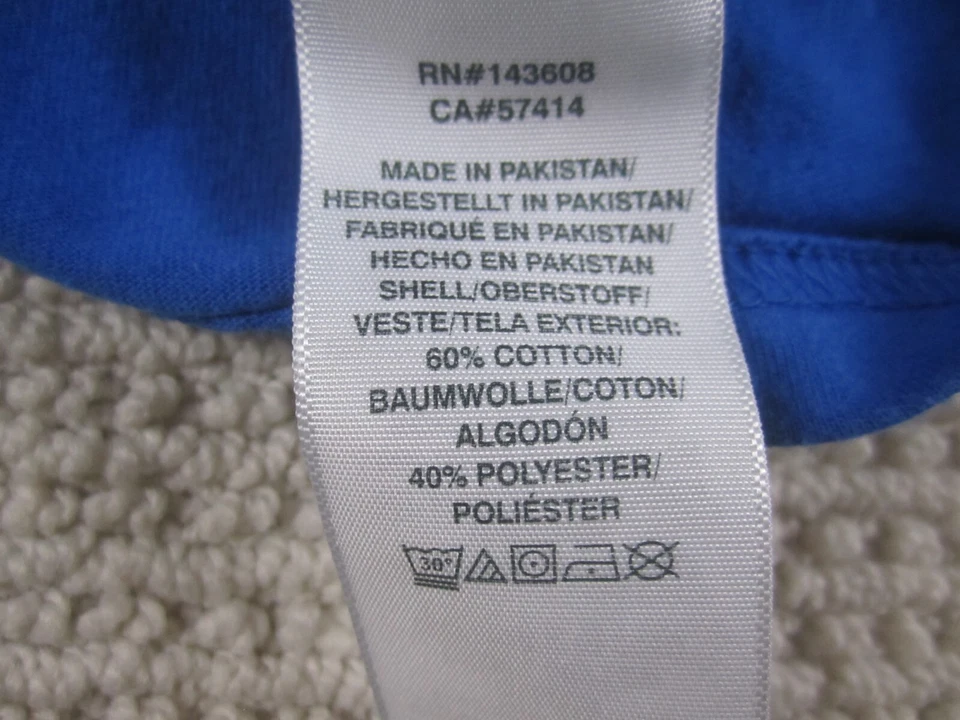 RN#143608
CA#57414
MADE IN PAKISTAN/
HERGESTELLT IN PAKISTAN/
FABRIQUÉ EN PAKISTAN/
HECHO EN PAKISTAN
SHELL/OBERSTOFF/
VESTE/TELA EXTERIOR:
60% COTTON/
BAUMWOLLE/COTON/
ALGODÓN
40% POLYESTER/
POLIÉSTER
30°